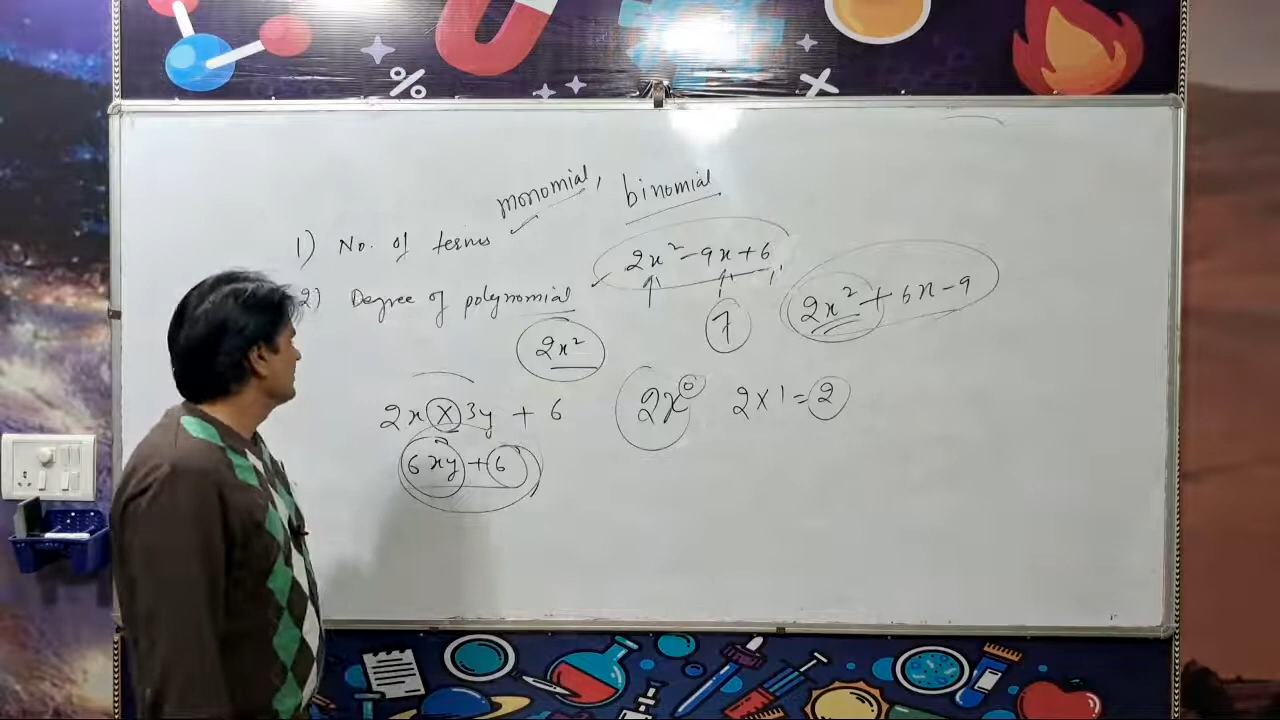 monomial, binomial
1) No. of terms
2x² - 9x + 6
2) Degree of polynomial
2x² + 6x - 9
7
2x²
2x × 3y + 6
2x⁰ 2 × 1 = 2
6xy + 6